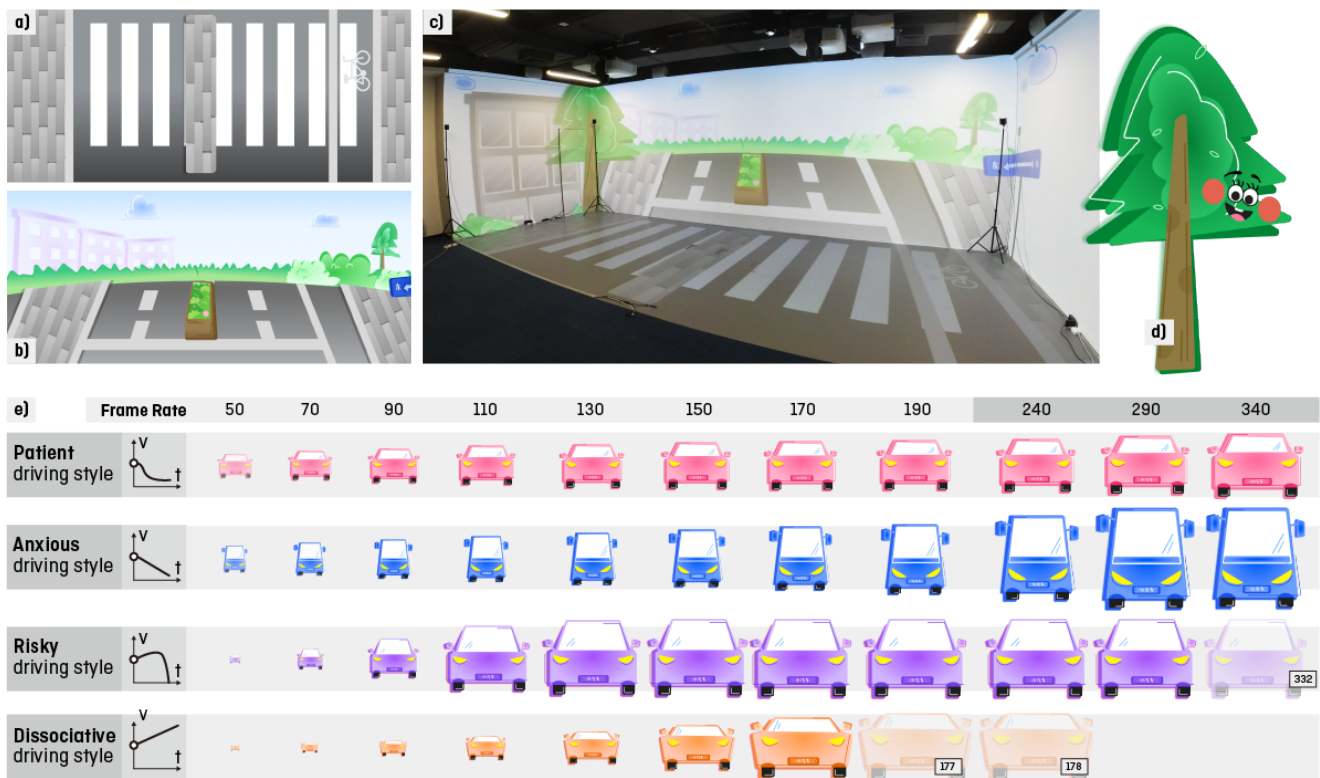 a)
b)
c)
d)
e) Frame Rate 50 70 90 110 130 150 170 190 240 290 340
Patient
driving style
V
t
Anxious
driving style
V
t
Risky
driving style
V
t
332
Dissociative
driving style
V
t
177
178